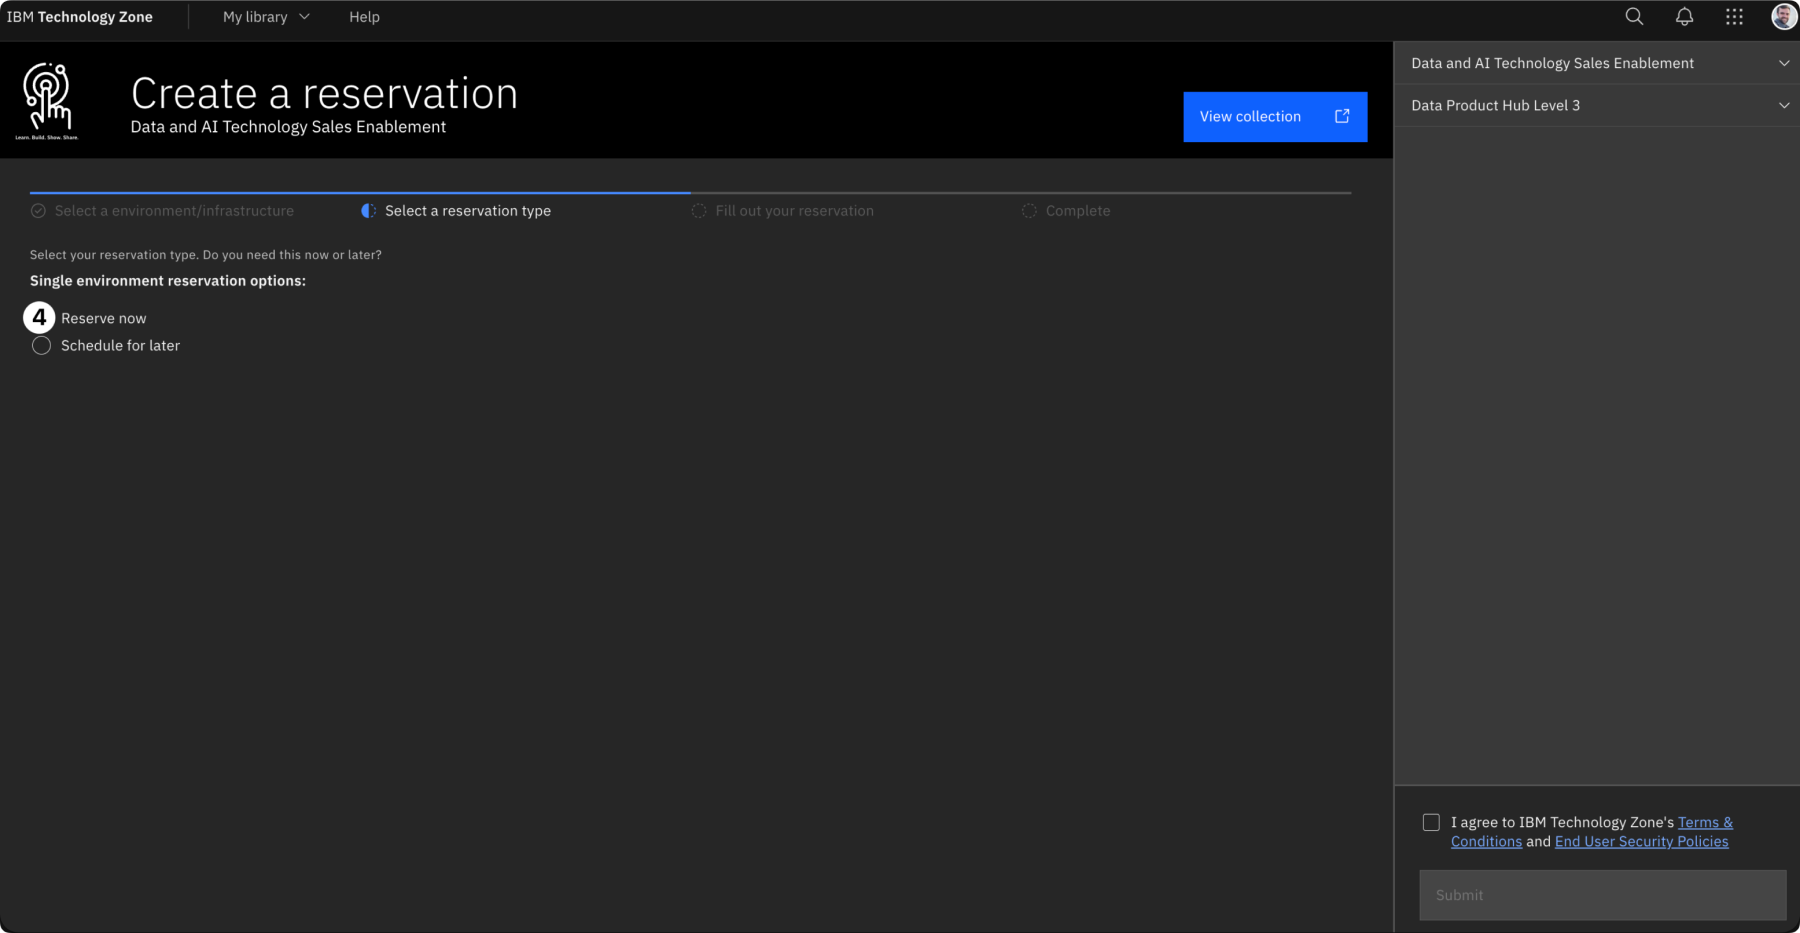 IBM Technology Zone
My library
Help
Learn. Build. Show. Share.
Create a reservation
Data and AI Technology Sales Enablement
View collection
Data and AI Technology Sales Enablement
Data Product Hub Level 3
Select a environment/infrastructure
Select a reservation type
Fill out your reservation
Complete
Select your reservation type. Do you need this now or later?
Single environment reservation options:
4 Reserve now
Schedule for later
I agree to IBM Technology Zone's Terms &
Conditions and End User Security Policies
Submit